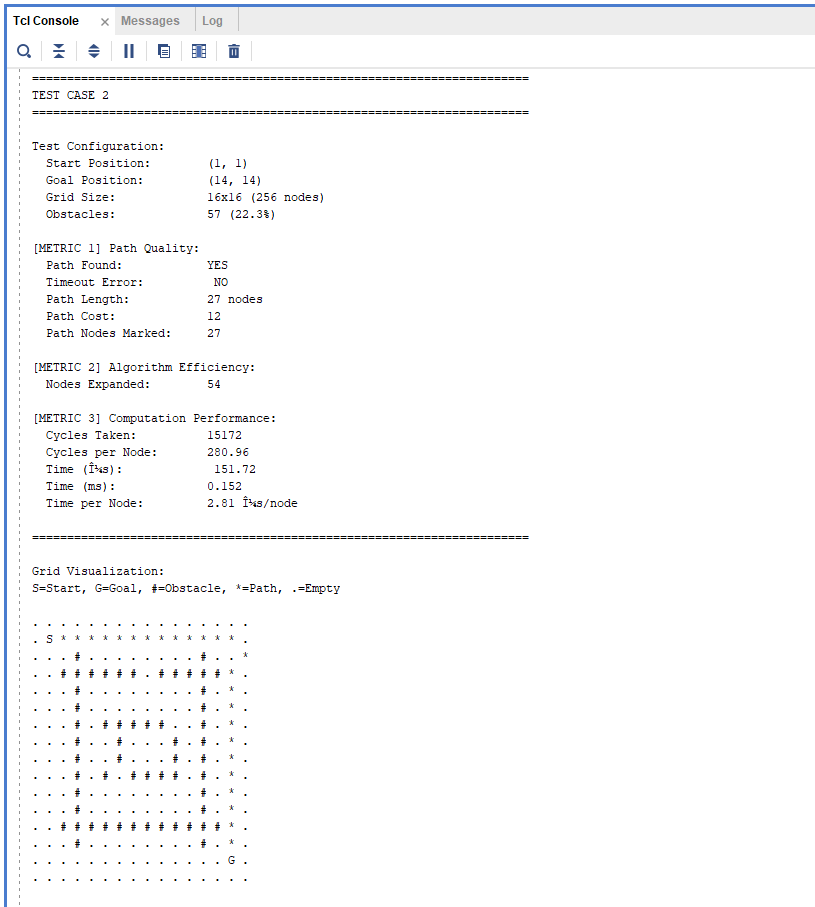 Tcl Console × Messages Log
=======================================================================
TEST CASE 2
=======================================================================
Test Configuration:
Start Position: (1, 1)
Goal Position: (14, 14)
Grid Size: 16x16 (256 nodes)
Obstacles: 57 (22.3%)
[METRIC 1] Path Quality:
Path Found: YES
Timeout Error: NO
Path Length: 27 nodes
Path Cost: 12
Path Nodes Marked: 27
[METRIC 2] Algorithm Efficiency:
Nodes Expanded: 54
[METRIC 3] Computation Performance:
Cycles Taken: 15172
Cycles per Node: 280.96
Time (Î¼s): 151.72
Time (ms): 0.152
Time per Node: 2.81 Î¼s/node
=======================================================================
Grid Visualization:
S=Start, G=Goal, #=Obstacle, *=Path, .=Empty
. . . . . . . . . . . . . . . .
. S * * * * * * * * * * * * * .
. . . # . . . . . . . . # . . *
. . # # # # # # . # # # # # * .
. . . # . . . . . . . . # . * .
. . . # . . . . . . . . # . * .
. . . # . # # # # # . . # . * .
. . . # . . # . . . # . # . * .
. . . # . . # . . . # . # . * .
. . . # . # . # # # # . # . * .
. . . # . . . . . . . . # . * .
. . . # . . . . . . . . # . * .
. . # # # # # # # # # # # # * .
. . . # . . . . . . . . # . * .
. . . . . . . . . . . . . . G .
. . . . . . . . . . . . . . . .